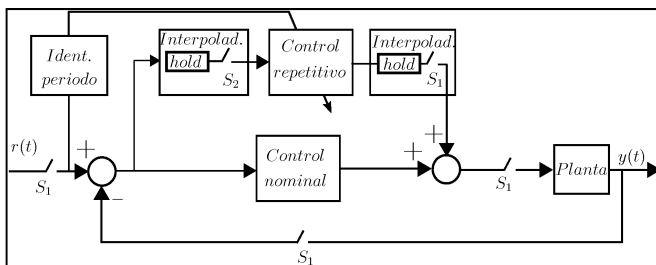 Ident.
periodo
Interpolad.
hold
S2
Control
repetitivo
Interpolad.
hold
S1
r(t)
S1
+
−
Control
nominal
+
+
S1
Planta
y(t)
S1